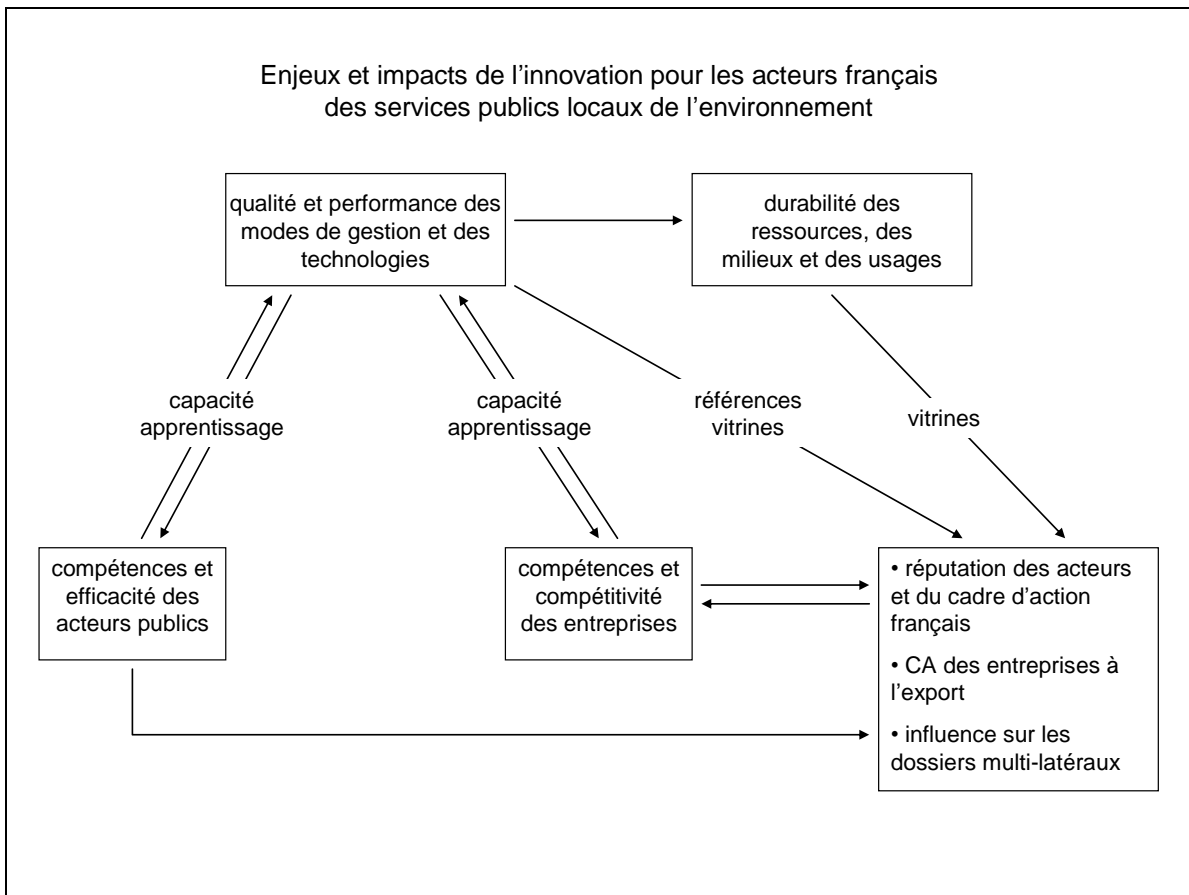 Enjeux et impacts de l’innovation pour les acteurs français
des services publics locaux de l’environnement
qualité et performance des
modes de gestion et des
technologies
durabilité des
ressources, des
milieux et des usages
capacité
apprentissage
capacité
apprentissage
références
vitrines
vitrines
compétences et
efficacité des
acteurs publics
compétences et
compétitivité
des entreprises
• réputation des acteurs
et du cadre d’action
français
• CA des entreprises à
l’export
• influence sur les
dossiers multi-latéraux